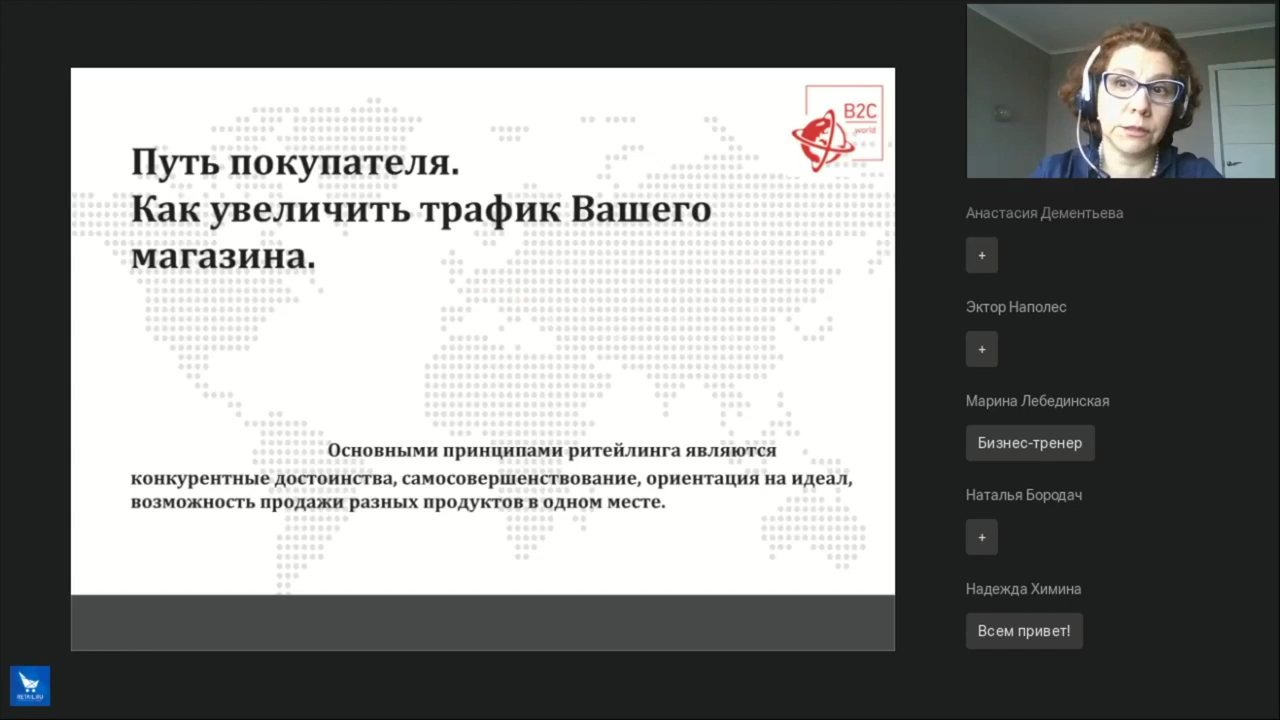 Путь покупателя.
Как увеличить трафик Вашего
магазина.
B2C
world
Основными принципами ритейлинга являются
конкурентные достоинства, самосовершенствование, ориентация на идеал,
возможность продажи разных продуктов в одном месте.
Анастасия Дементьева
+
Эктор Наполес
+
Марина Лебединская
Бизнес-тренер
Наталья Бородач
+
Надежда Химина
Всем привет!
RETAIL.RU